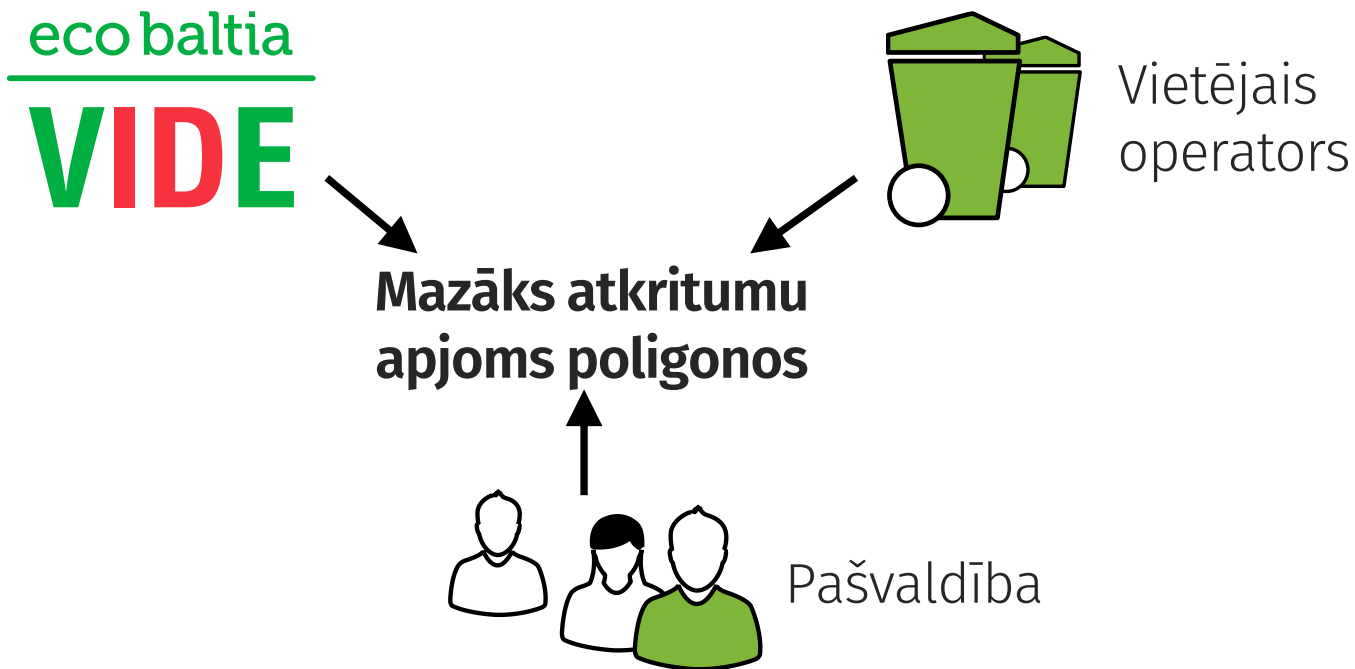 eco baltia
VIDE
Vietējais
operators
Mazāks atkritumu
apjoms poligonos
Pašvaldība